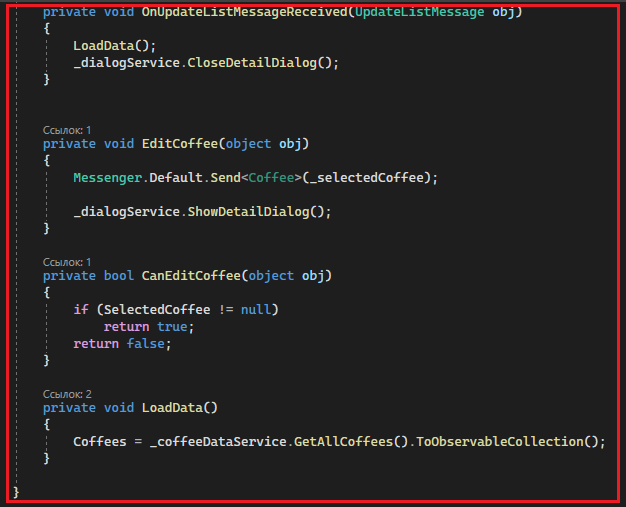 private void OnUpdateListMessageReceived(UpdateListMessage obj)
{
LoadData();
_dialogService.CloseDetailDialog();
}
Ссылок: 1
private void EditCoffee(object obj)
{
Messenger.Default.Send<Coffee>(_selectedCoffee);
_dialogService.ShowDetailDialog();
}
Ссылок: 1
private bool CanEditCoffee(object obj)
{
if (SelectedCoffee != null)
return true;
return false;
}
Ссылок: 2
private void LoadData()
{
Coffees = _coffeeDataService.GetAllCoffees().ToObservableCollection();
}
}